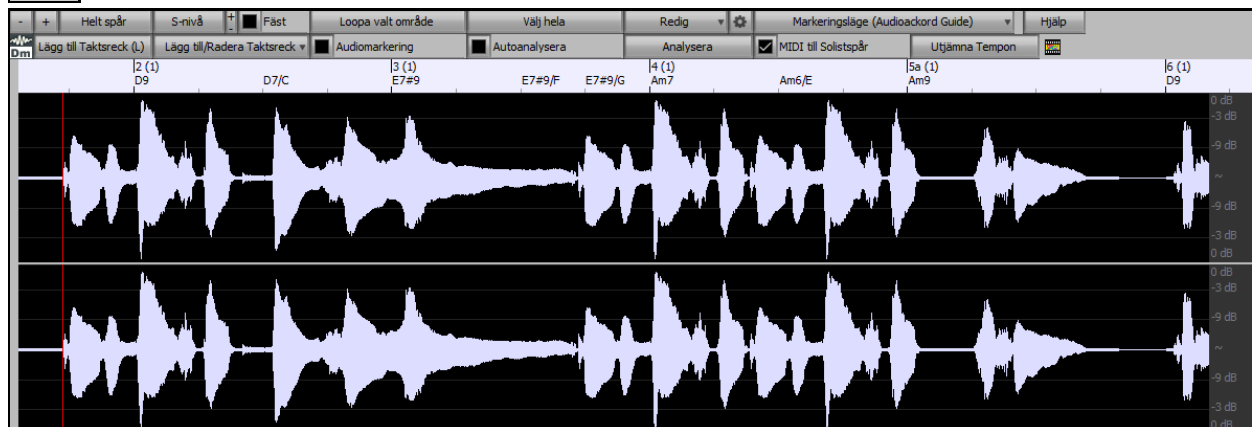 - + Helt spår S-nivå + - Fäst Loopa valt område Välj hela Redig Markeringsläge (Audioackord Guide) Hjälp
Dm Lägg till Taktsreck (L) Lägg till/Radera Taktsreck Audiomarkering Autoanalysera Analysera MIDI till Solistspår Utjämna Tempon
2 (1) 3 (1) 4 (1) 5a (1) 6 (1)
D9 D7/C E7#9 E7#9/F E7#9/G Am7 Am6/E Am9 D9
0 dB
-3 dB
-9 dB
~
-9 dB
-3 dB
0 dB
0 dB
-3 dB
-9 dB
~
-9 dB
-3 dB
0 dB